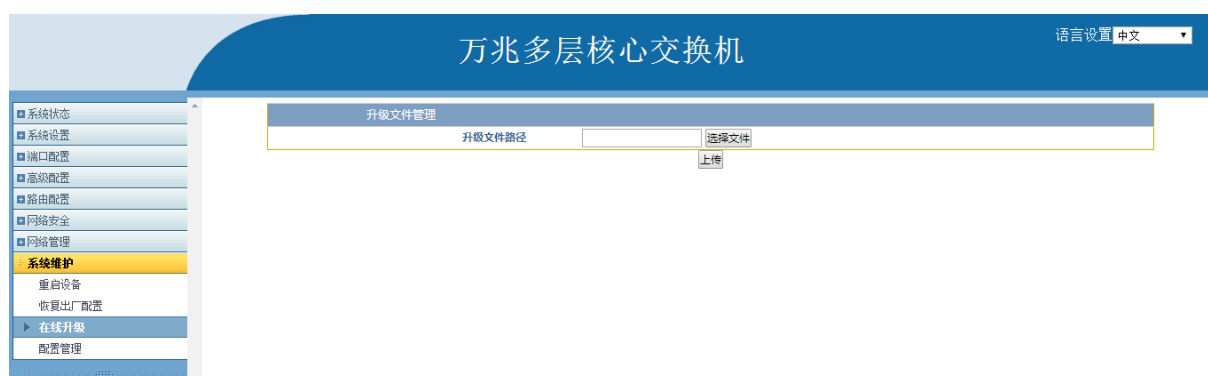 万兆多层核心交换机
语言设置 中文
系统状态
系统设置
端口配置
高级配置
路由配置
网络安全
网络管理
系统维护
重启设备
恢复出厂配置
在线升级
配置管理
升级文件管理
升级文件路径 选择文件
上传